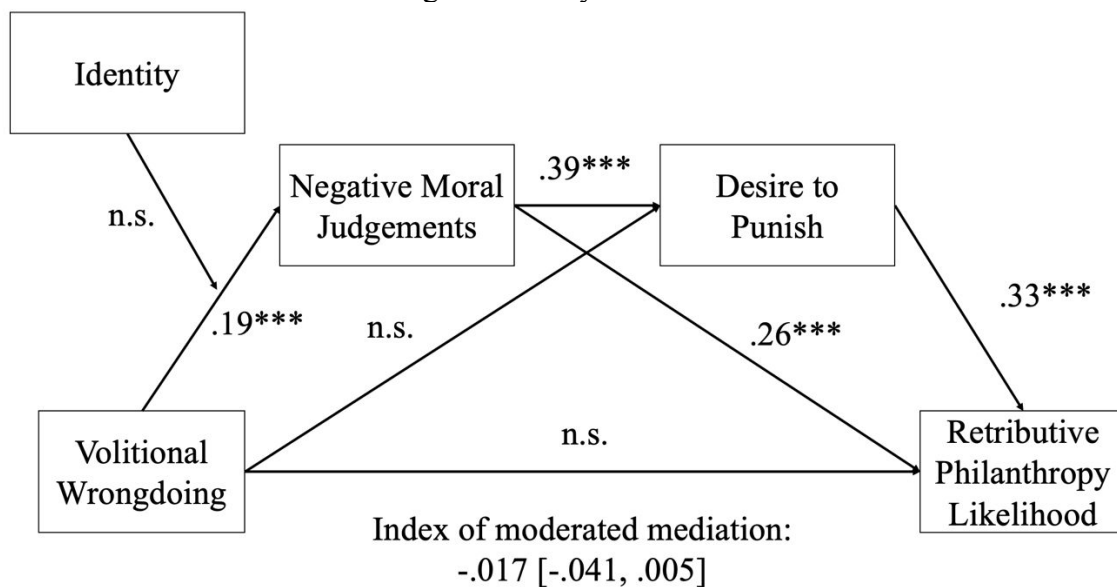 Identity
n.s.
Negative Moral
Judgements
.39***
Desire to
Punish
.19***
n.s.
.26***
.33***
Volitional
Wrongdoing
n.s.
Retributive
Philanthropy
Likelihood
Index of moderated mediation:
-.017 [-.041, .005]